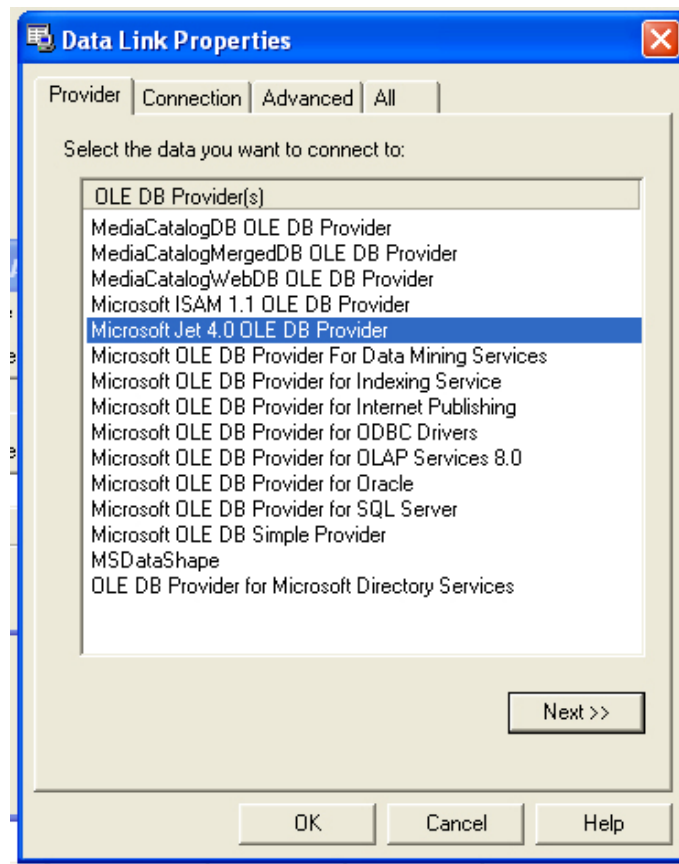 Data Link Properties
Provider Connection Advanced All
Select the data you want to connect to:
OLE DB Provider(s)
MediaCatalogDB OLE DB Provider
MediaCatalogMergedDB OLE DB Provider
MediaCatalogWebDB OLE DB Provider
Microsoft ISAM 1.1 OLE DB Provider
Microsoft Jet 4.0 OLE DB Provider
Microsoft OLE DB Provider For Data Mining Services
Microsoft OLE DB Provider for Indexing Service
Microsoft OLE DB Provider for Internet Publishing
Microsoft OLE DB Provider for ODBC Drivers
Microsoft OLE DB Provider for OLAP Services 8.0
Microsoft OLE DB Provider for Oracle
Microsoft OLE DB Provider for SQL Server
Microsoft OLE DB Simple Provider
MSDataShape
OLE DB Provider for Microsoft Directory Services
Next >>
OK Cancel Help